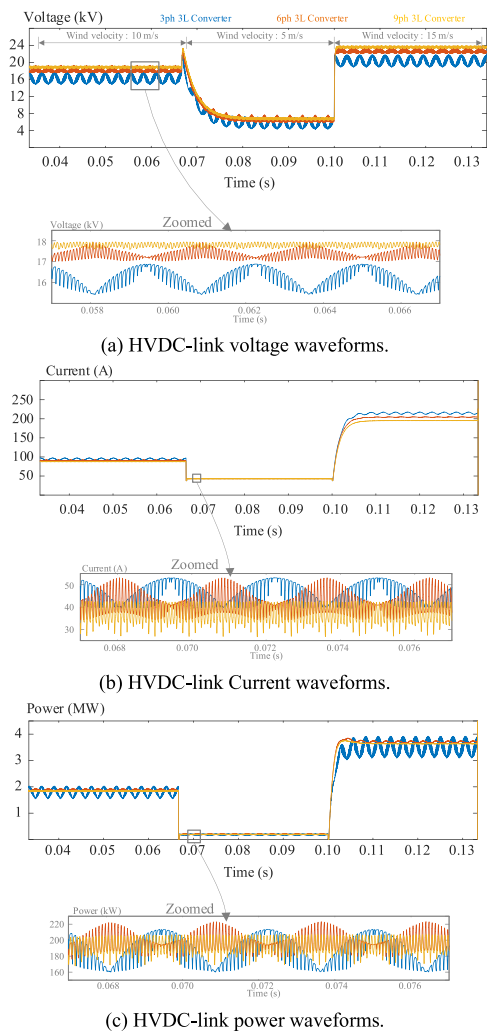 3ph 3L Converter 6ph 3L Converter 9ph 3L Converter
Voltage (kV)
Wind velocity : 10 m/s Wind velocity : 5 m/s Wind velocity : 15 m/s
24
20
16
12
8
4
0.04 0.05 0.06 0.07 0.08 0.09 0.10 0.11 0.12 0.13
Time (s)
Zoomed
Voltage (kV)
18
17
16
0.058 0.060 0.062 0.064 0.066
Time (s)
(a) HVDC-link voltage waveforms.
Current (A)
250
200
150
100
50
0.04 0.05 0.06 0.07 0.08 0.09 0.10 0.11 0.12 0.13
Time (s)
Zoomed
Current (A)
50
40
30
0.068 0.070 0.072 0.074 0.076
Time (s)
(b) HVDC-link Current waveforms.
Power (MW)
4
3
2
1
0.04 0.05 0.06 0.07 0.08 0.09 0.10 0.11 0.12 0.13
Time (s)
Zoomed
Power (kW)
220
200
180
160
0.068 0.070 0.072 0.074 0.076
Time (s)
(c) HVDC-link power waveforms.